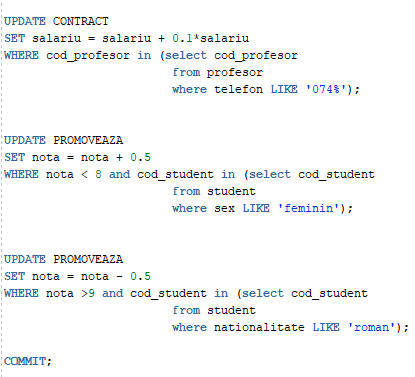 UPDATE CONTRACT
SET salariu = salariu + 0.1*salariu
WHERE cod_profesor in (select cod_profesor
from profesor
where telefon LIKE '074%');
UPDATE PROMOVEAZA
SET nota = nota + 0.5
WHERE nota < 8 and cod_student in (select cod_student
from student
where sex LIKE 'feminin');
UPDATE PROMOVEAZA
SET nota = nota - 0.5
WHERE nota >9 and cod_student in (select cod_student
from student
where nationalitate LIKE 'roman');
COMMIT;